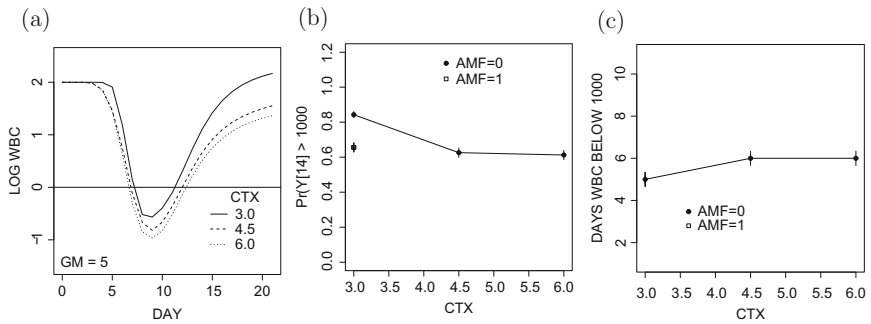 (a)
LOG WBC
2
1
0
-1
CTX
3.0
4.5
6.0
GM = 5
0 5 10 15 20
DAY
(b)
Pr(Y[14] > 1000)
1.2
1.0
0.8
0.6
0.4
0.2
0.0
AMF=0
AMF=1
3.0 3.5 4.0 4.5 5.0 5.5 6.0
CTX
(c)
DAYS WBC BELOW 1000
10
8
6
4
2
AMF=0
AMF=1
3.0 3.5 4.0 4.5 5.0 5.5 6.0
CTX